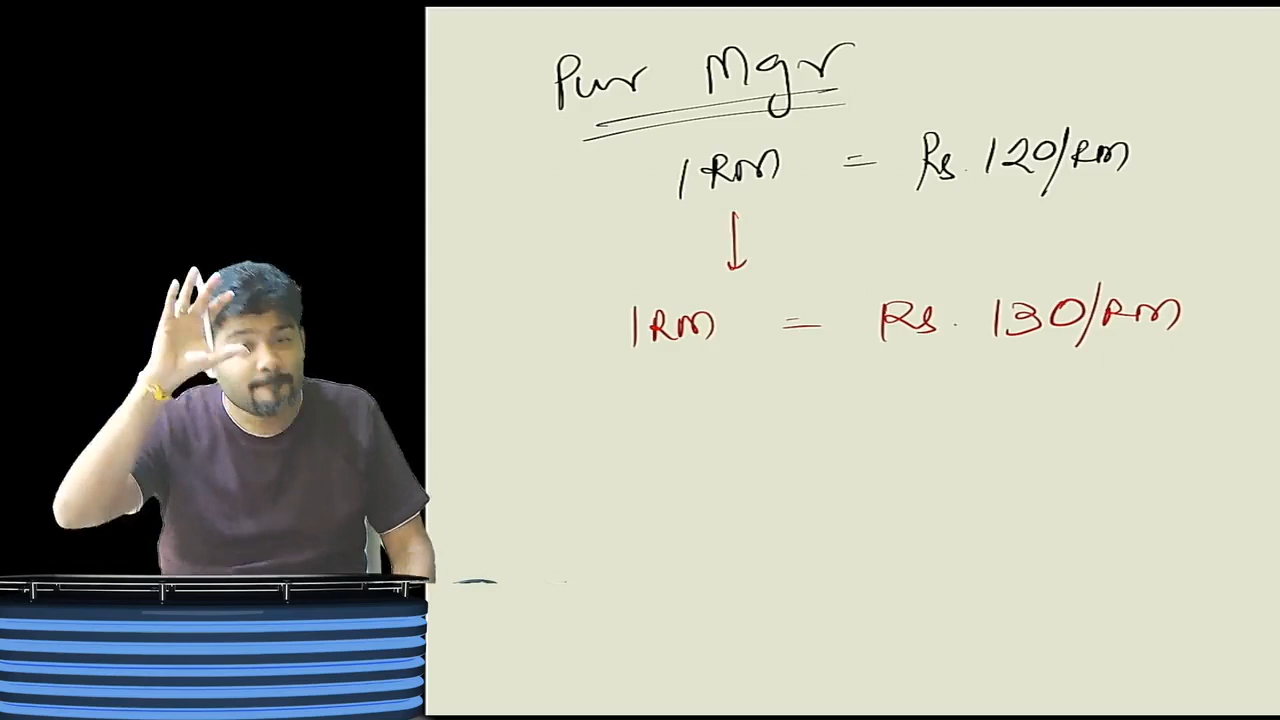 Pur Mgr
1 RM = Rs. 120/RM
1 RM = Rs. 130/RM